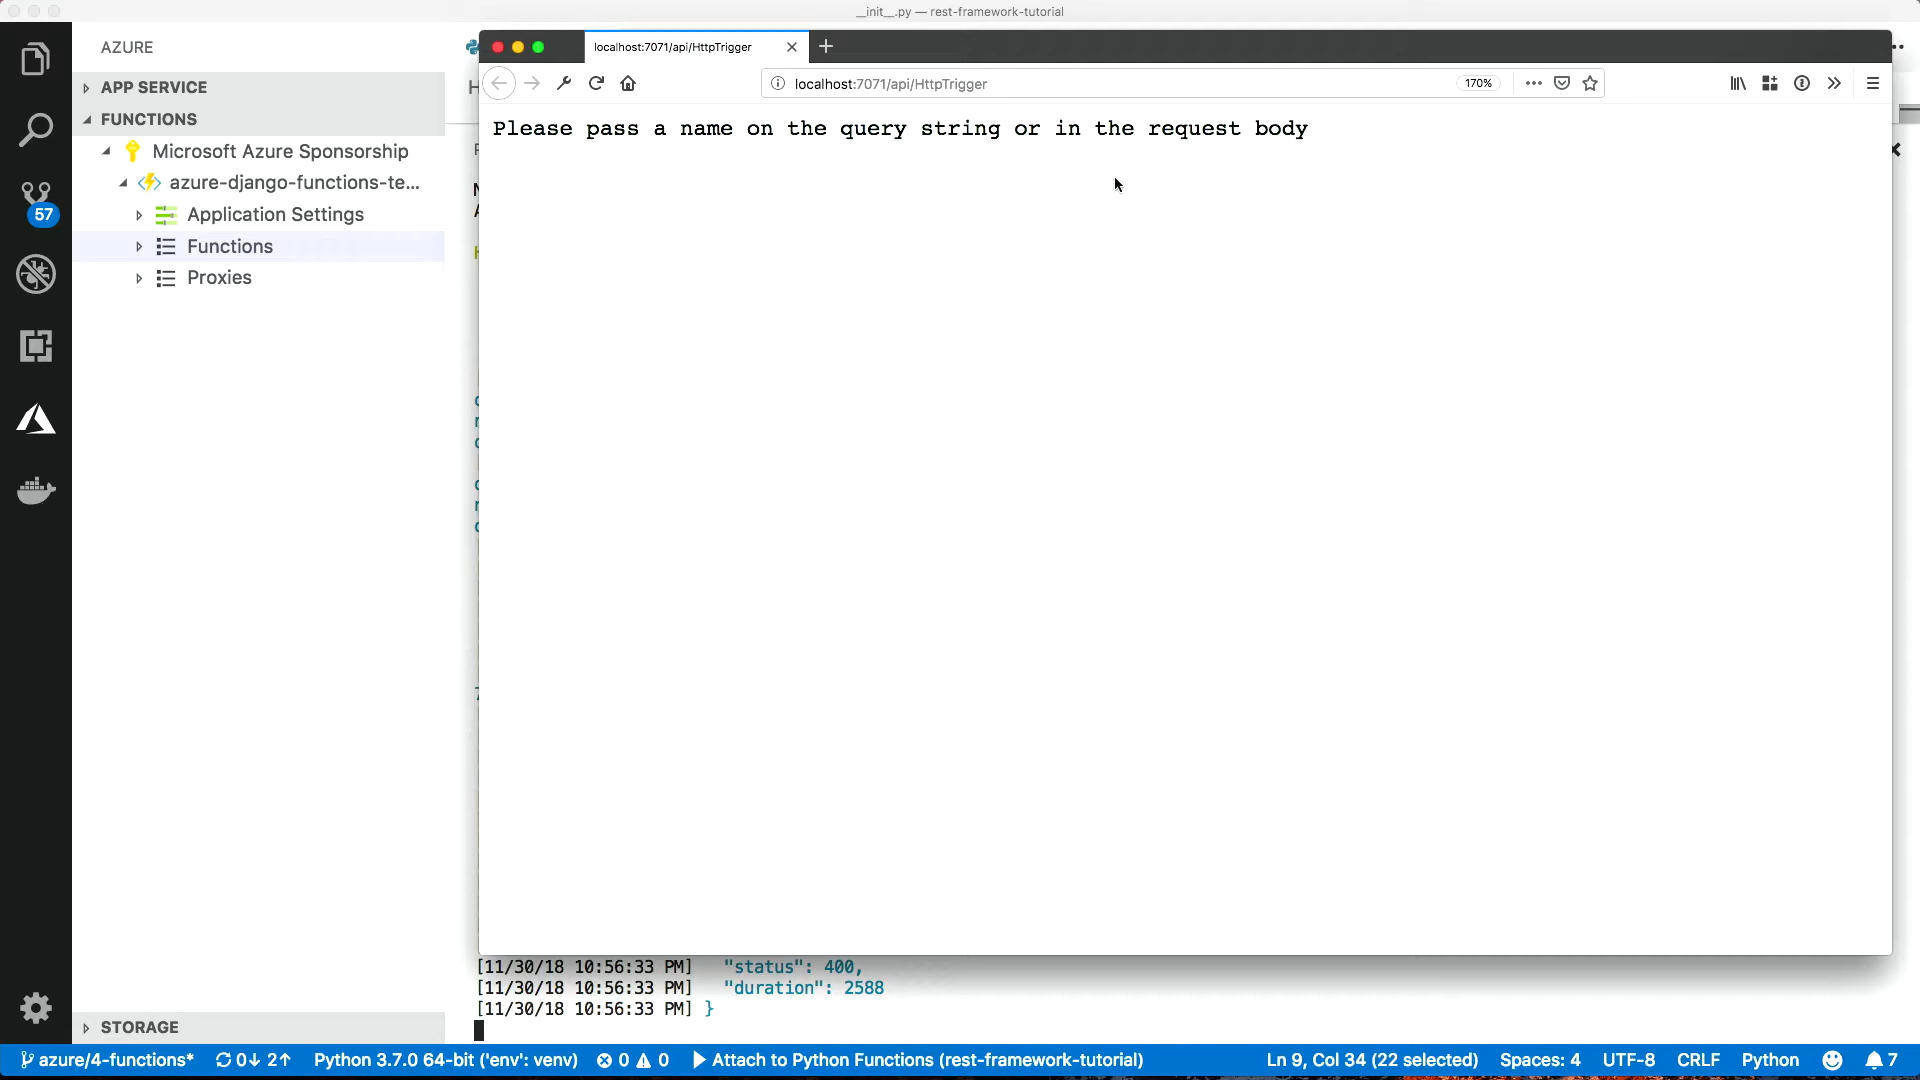 __init__.py — rest-framework-tutorial
AZURE
APP SERVICE
FUNCTIONS
Microsoft Azure Sponsorship
azure-django-functions-te...
Application Settings
Functions
Proxies
57
STORAGE
localhost:7071/api/HttpTrigger
localhost:7071/api/HttpTrigger
170%
Please pass a name on the query string or in the request body
[11/30/18 10:56:33 PM] "status": 400,
[11/30/18 10:56:33 PM] "duration": 2588
[11/30/18 10:56:33 PM] }
azure/4-functions* 0↓ 2↑ Python 3.7.0 64-bit ('env': venv) 0 0 Attach to Python Functions (rest-framework-tutorial) Ln 9, Col 34 (22 selected) Spaces: 4 UTF-8 CRLF Python 7